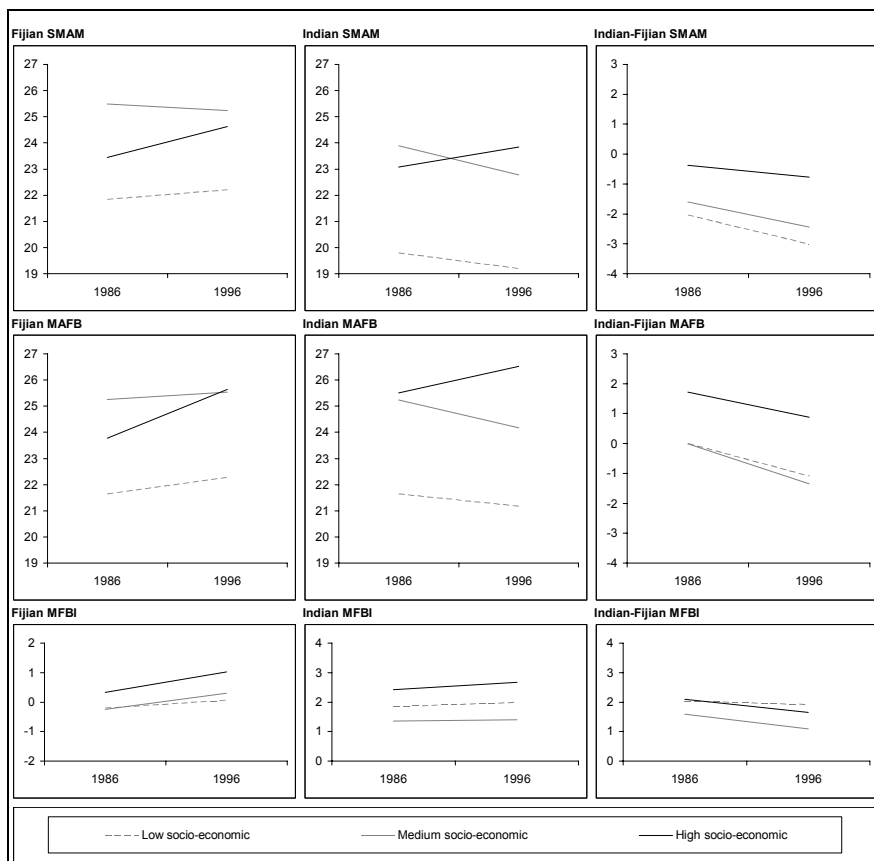 Fijian SMAM Indian SMAM Indian-Fijian SMAM
27 27 3
26 26 2
25 25 1
24 24 0
23 23 -1
22 22 -2
21 21
20 20 -3
19 19 -4
1986 1996 1986 1996 1986 1996
Fijian MAFB Indian MAFB Indian-Fijian MAFB
27 27 3
26 26 2
25 25 1
24 24 0
23 23 -1
22 22 -2
21 21
20 20 -3
19 19 -4
1986 1996 1986 1996 1986 1996
Fijian MFBI Indian MFBI Indian-Fijian MFBI
2 4 4
1 3 3
0 2 2
-1 1 1
-2 0 0
1986 1996 1986 1996 1986 1996
Low socio-economic Medium socio-economic High socio-economic